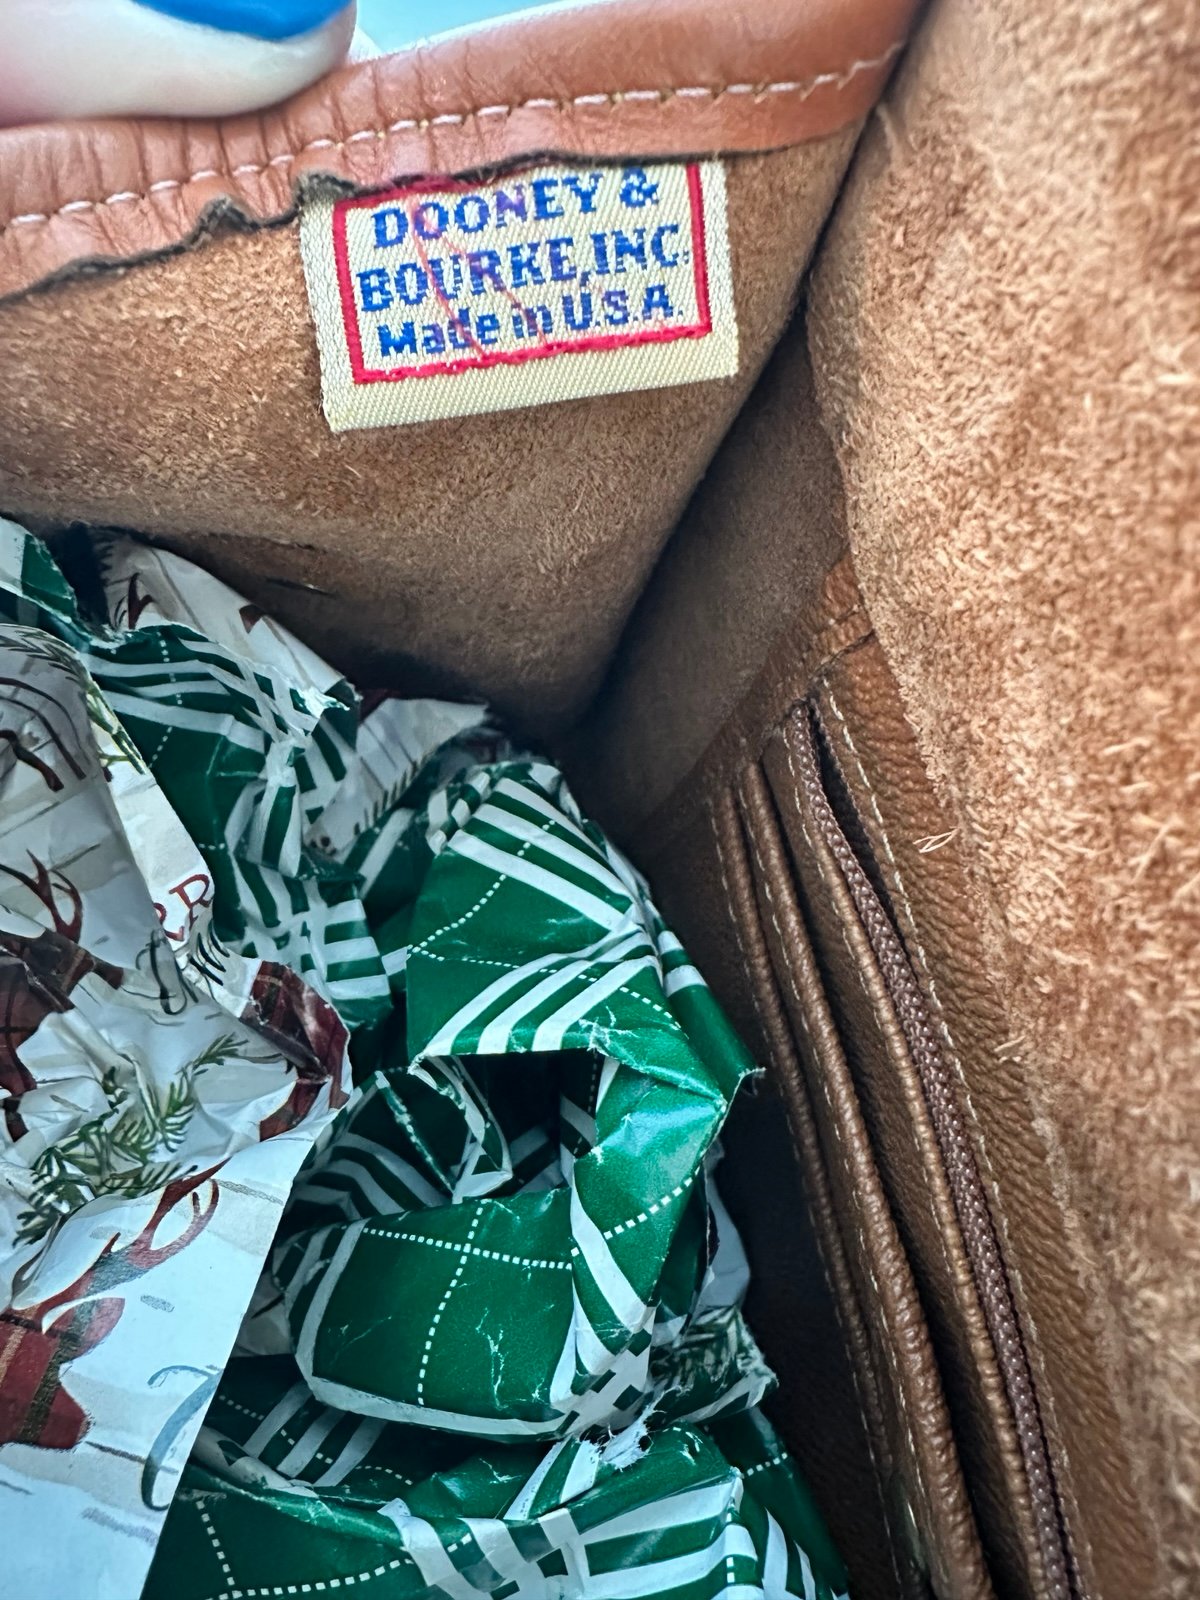 DOONEY &
BOURKE, INC.
Made in U.S.A.